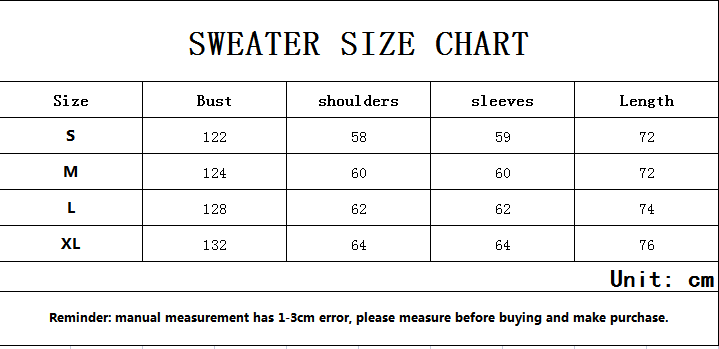 SWEATER SIZE CHART
Size Bust shoulders sleeves Length
S 122 58 59 72
M 124 60 60 72
L 128 62 62 74
XL 132 64 64 76
Unit: cm
Reminder: manual measurement has 1-3cm error, please measure before buying and make purchase.